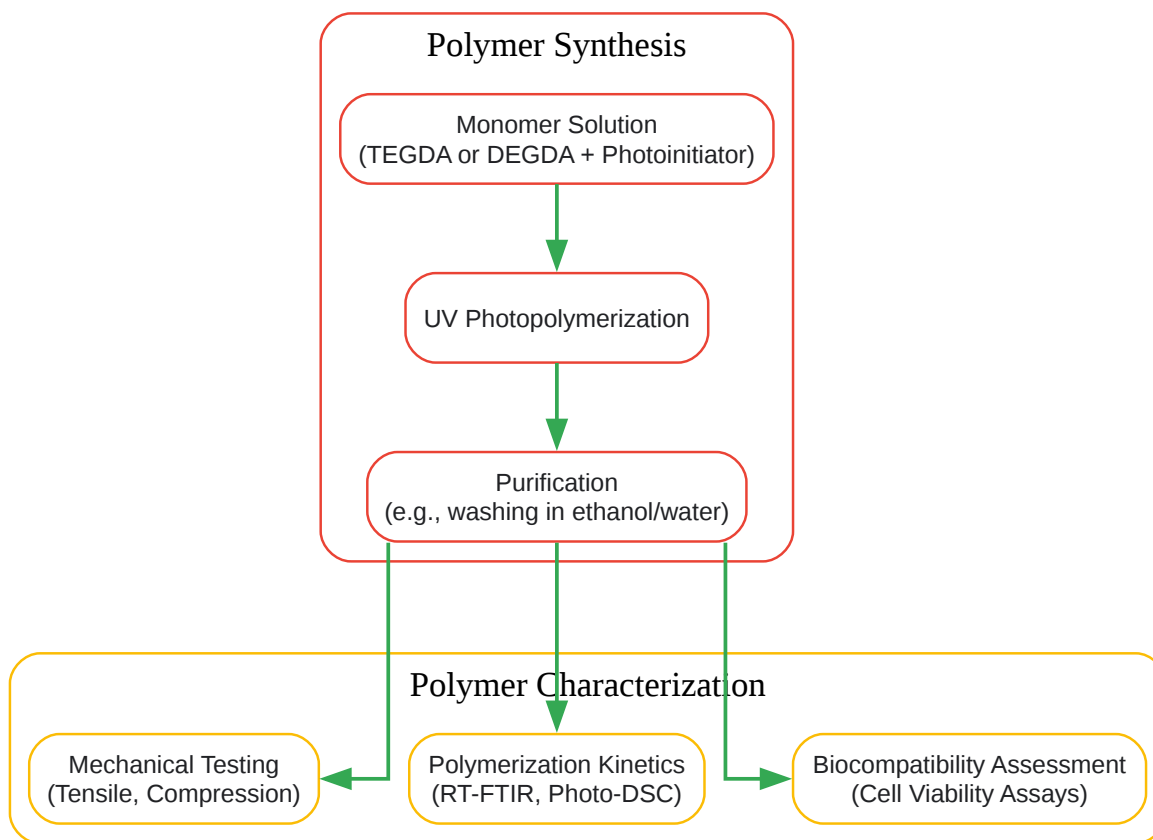 Polymer Synthesis
Monomer Solution
(TEGDA or DEGDA + Photoinitiator)
UV Photopolymerization
Purification
(e.g., washing in ethanol/water)
Polymer Characterization
Mechanical Testing
(Tensile, Compression)
Polymerization Kinetics
(RT-FTIR, Photo-DSC)
Biocompatibility Assessment
(Cell Viability Assays)